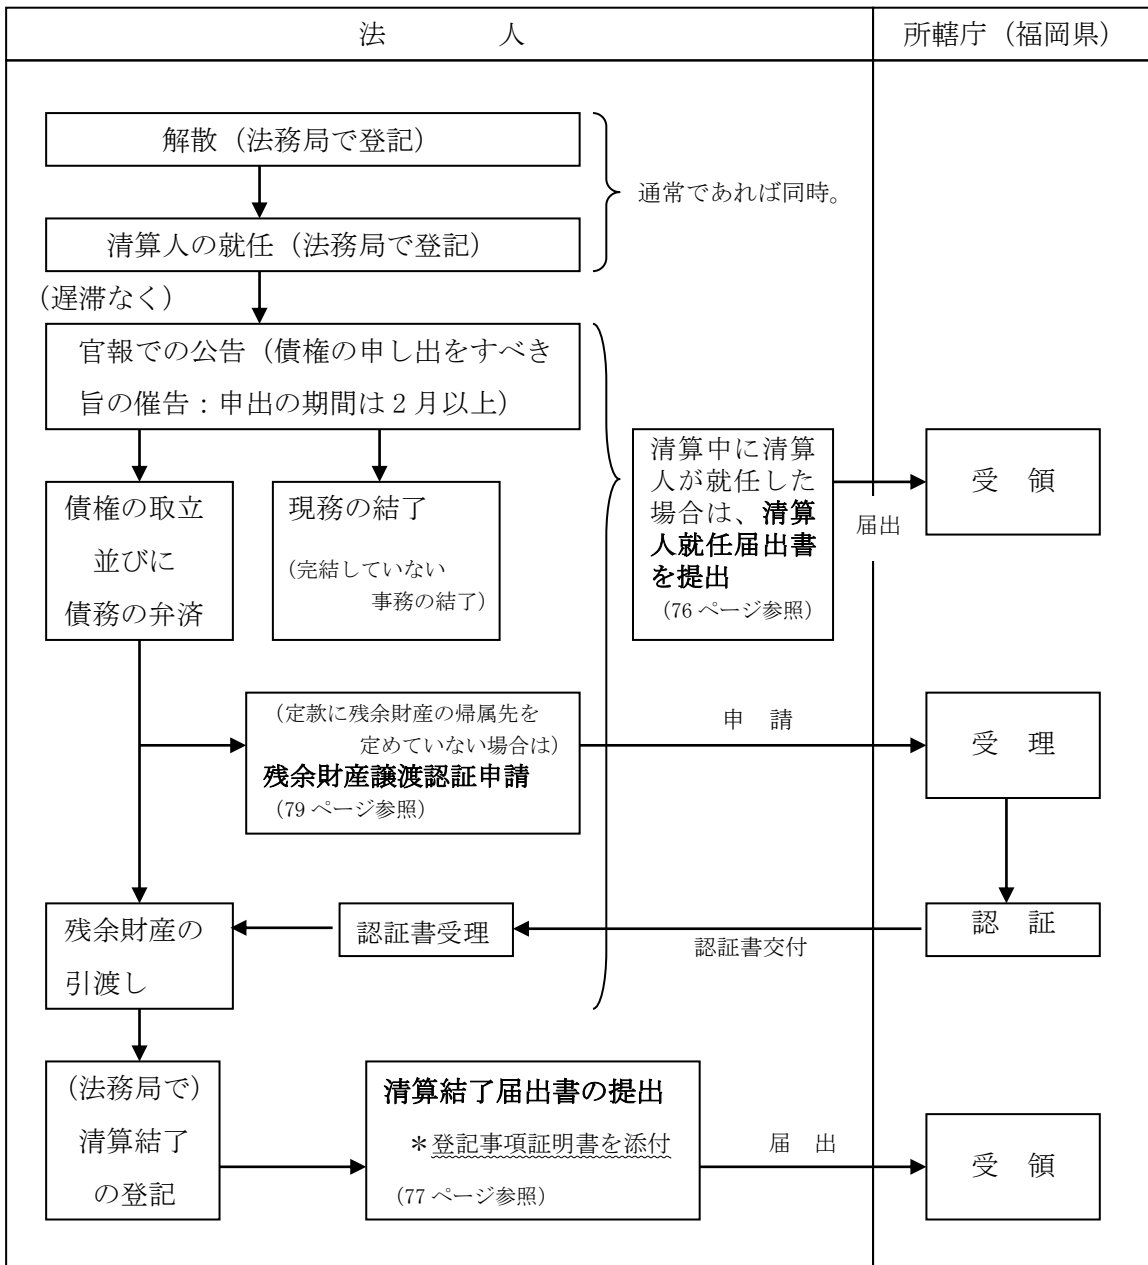 法　　　人
所轄庁（福岡県）
解散（法務局で登記）
通常であれば同時。
清算人の就任（法務局で登記）
（遅滞なく）
官報での公告（債権の申し出をすべき
旨の催告：申出の期間は２月以上）
清算中に清算
人が就任した
場合は、清算
人就任届出書
を提出
（76 ページ参照）
届出
受　領
債権の取立
並びに
債務の弁済
現務の結了
（完結していない
事務の結了）
（定款に残余財産の帰属先を
定めていない場合は）
残余財産譲渡認証申請
（79 ページ参照）
申　請
受　理
残余財産の
引渡し
認証書受理
認証書交付
認　証
（法務局で）
清算結了
の登記
清算結了届出書の提出
＊登記事項証明書を添付
（77 ページ参照）
届　出
受　領